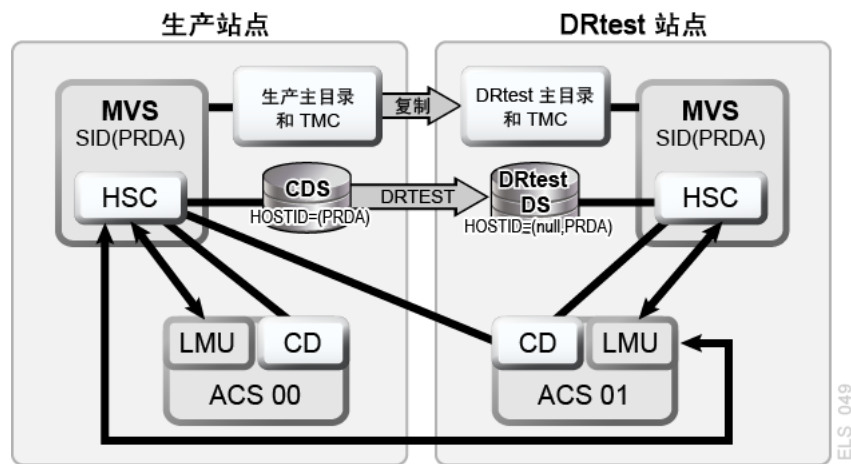 生产站点
DRtest 站点
MVS
SID(PRDA)
生产主目录
和 TMC
复制
DRtest 主目录
和 TMC
MVS
SID(PRDA)
HSC
CDS
HOSTID=(PRDA)
DRTEST
DRtest
DS
HOSTID=(null,PRDA)
HSC
LMU
CD
ACS 00
CD
LMU
ACS 01
ELS_049